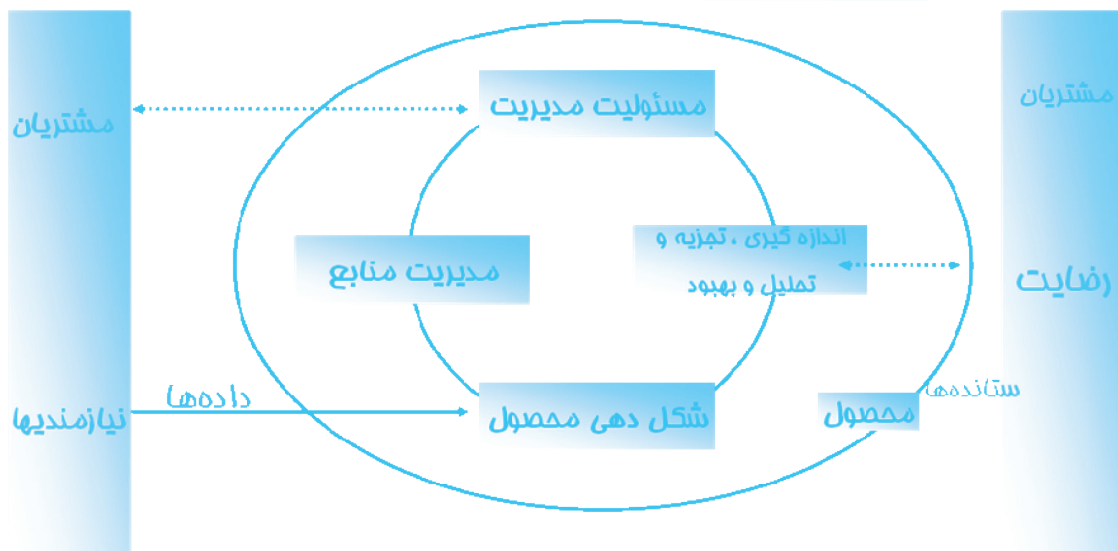 مشتریان
مسئولیت مدیریت
مشتریان
اندازه گیری ، تجزیه و
تحلیل و بهبود
مدیریت منابع
رضایت
ستانده‌ها
داده‌ها
محصول
شکل دهی محصول
نیازمندیها